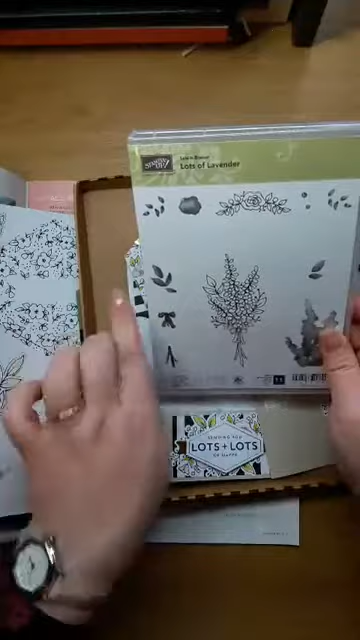 STAMPIN' UP!
Lots of Lavender
SENDING YOU
LOTS+LOTS
OF HAPPY